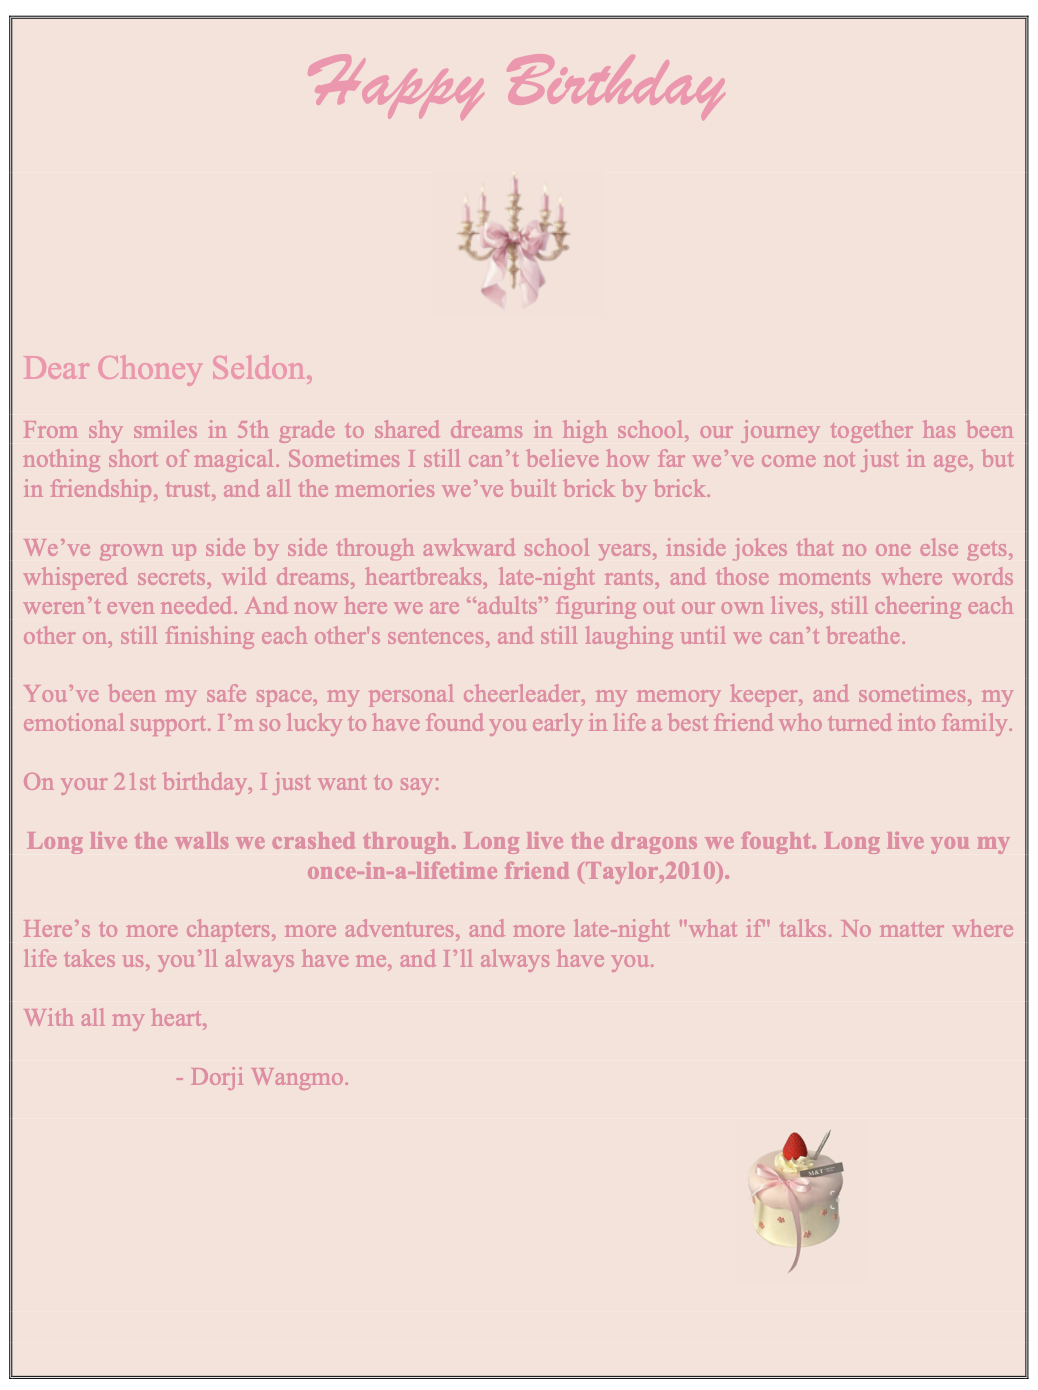 Happy Birthday
Dear Choney Seldon,
From shy smiles in 5th grade to shared dreams in high school, our journey together has been
nothing short of magical. Sometimes I still can’t believe how far we’ve come not just in age, but
in friendship, trust, and all the memories we’ve built brick by brick.
We’ve grown up side by side through awkward school years, inside jokes that no one else gets,
whispered secrets, wild dreams, heartbreaks, late-night rants, and those moments where words
weren’t even needed. And now here we are “adults” figuring out our own lives, still cheering each
other on, still finishing each other's sentences, and still laughing until we can’t breathe.
You’ve been my safe space, my personal cheerleader, my memory keeper, and sometimes, my
emotional support. I’m so lucky to have found you early in life a best friend who turned into family.
On your 21st birthday, I just want to say:
Long live the walls we crashed through. Long live the dragons we fought. Long live you my
once-in-a-lifetime friend (Taylor,2010).
Here’s to more chapters, more adventures, and more late-night "what if" talks. No matter where
life takes us, you’ll always have me, and I’ll always have you.
With all my heart,
- Dorji Wangmo.